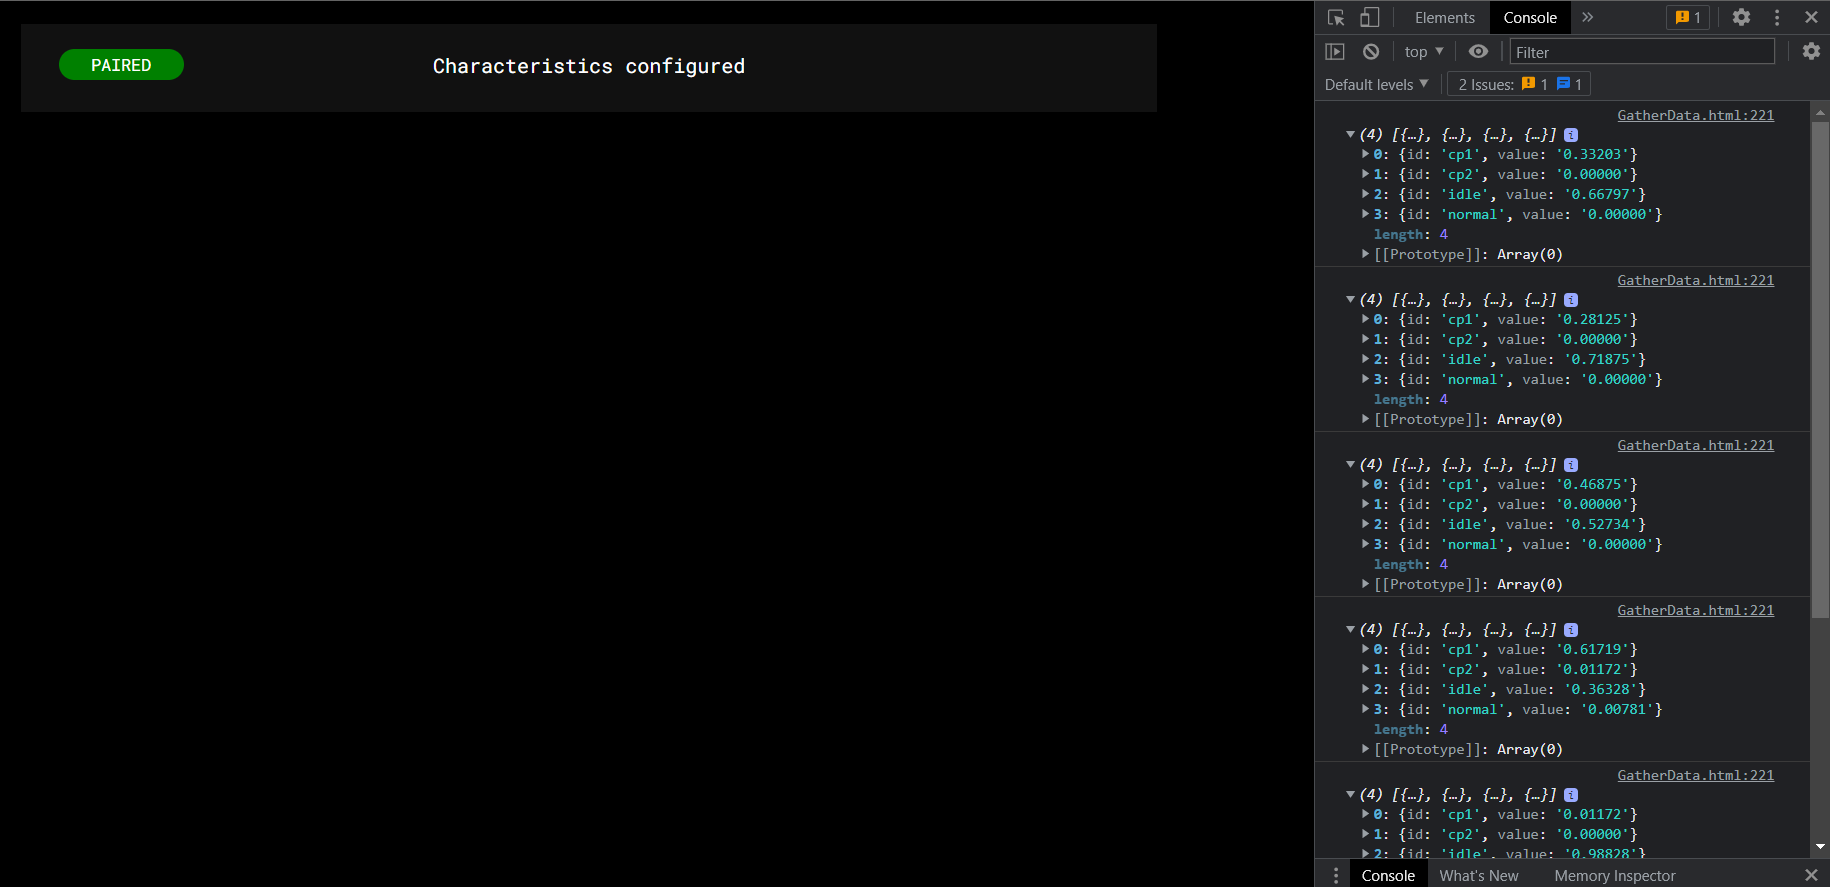 PAIRED
Characteristics configured
Elements Console 1
top Filter
Default levels 2 Issues: 1 1
GatherData.html:221
(4) [{…}, {…}, {…}, {…}] i
0: {id: 'cp1', value: '0.33203'}
1: {id: 'cp2', value: '0.00000'}
2: {id: 'idle', value: '0.66797'}
3: {id: 'normal', value: '0.00000'}
length: 4
[[Prototype]]: Array(0)
GatherData.html:221
(4) [{…}, {…}, {…}, {…}] i
0: {id: 'cp1', value: '0.28125'}
1: {id: 'cp2', value: '0.00000'}
2: {id: 'idle', value: '0.71875'}
3: {id: 'normal', value: '0.00000'}
length: 4
[[Prototype]]: Array(0)
GatherData.html:221
(4) [{…}, {…}, {…}, {…}] i
0: {id: 'cp1', value: '0.46875'}
1: {id: 'cp2', value: '0.00000'}
2: {id: 'idle', value: '0.52734'}
3: {id: 'normal', value: '0.00000'}
length: 4
[[Prototype]]: Array(0)
GatherData.html:221
(4) [{…}, {…}, {…}, {…}] i
0: {id: 'cp1', value: '0.61719'}
1: {id: 'cp2', value: '0.01172'}
2: {id: 'idle', value: '0.36328'}
3: {id: 'normal', value: '0.00781'}
length: 4
[[Prototype]]: Array(0)
GatherData.html:221
(4) [{…}, {…}, {…}, {…}] i
0: {id: 'cp1', value: '0.01172'}
1: {id: 'cp2', value: '0.00000'}
2: {id: 'idle', value: '0.98828'}
Console What's New Memory Inspector